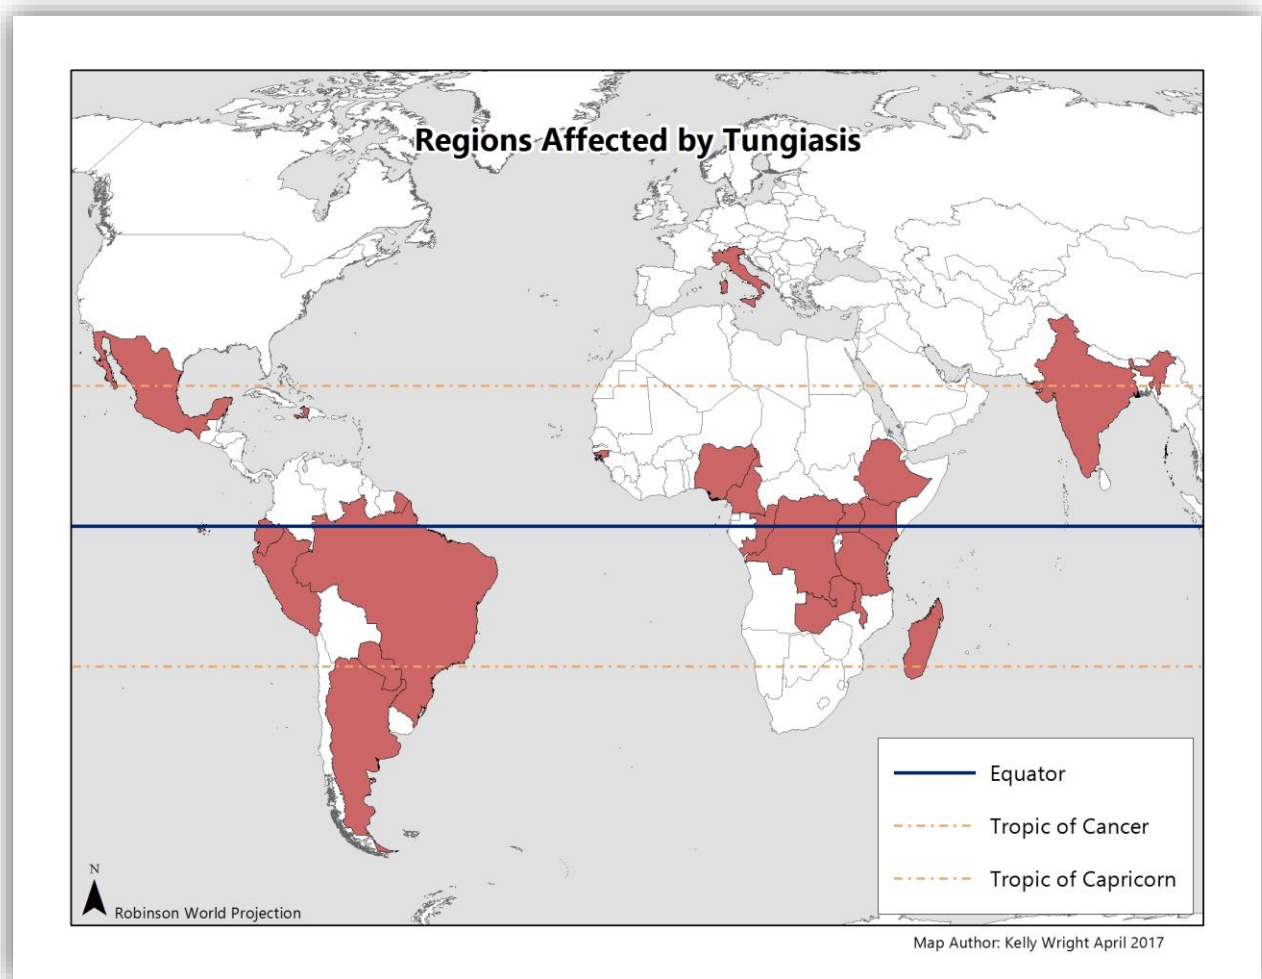 Regions Affected by Tungiasis
Equator
Tropic of Cancer
Tropic of Capricorn
N
Robinson World Projection
Map Author: Kelly Wright April 2017